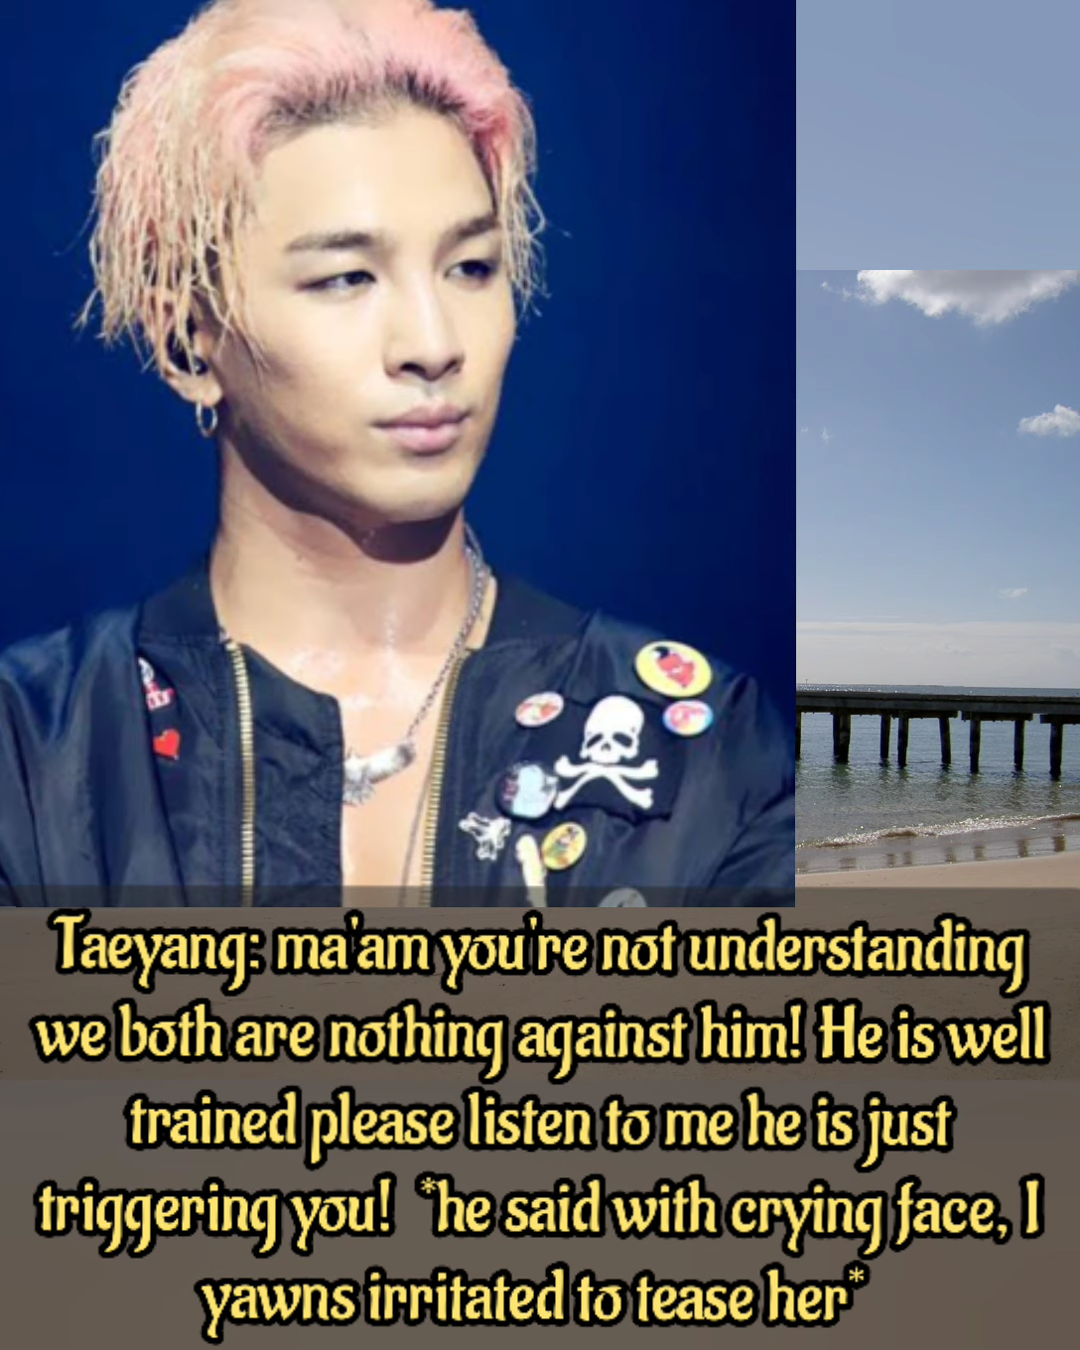 Taeyang: ma'am you're not understanding
we both are nothing against him! He is well
trained please listen to me he is just
triggering you! *he said with crying face, I
yawns irritated to tease her*